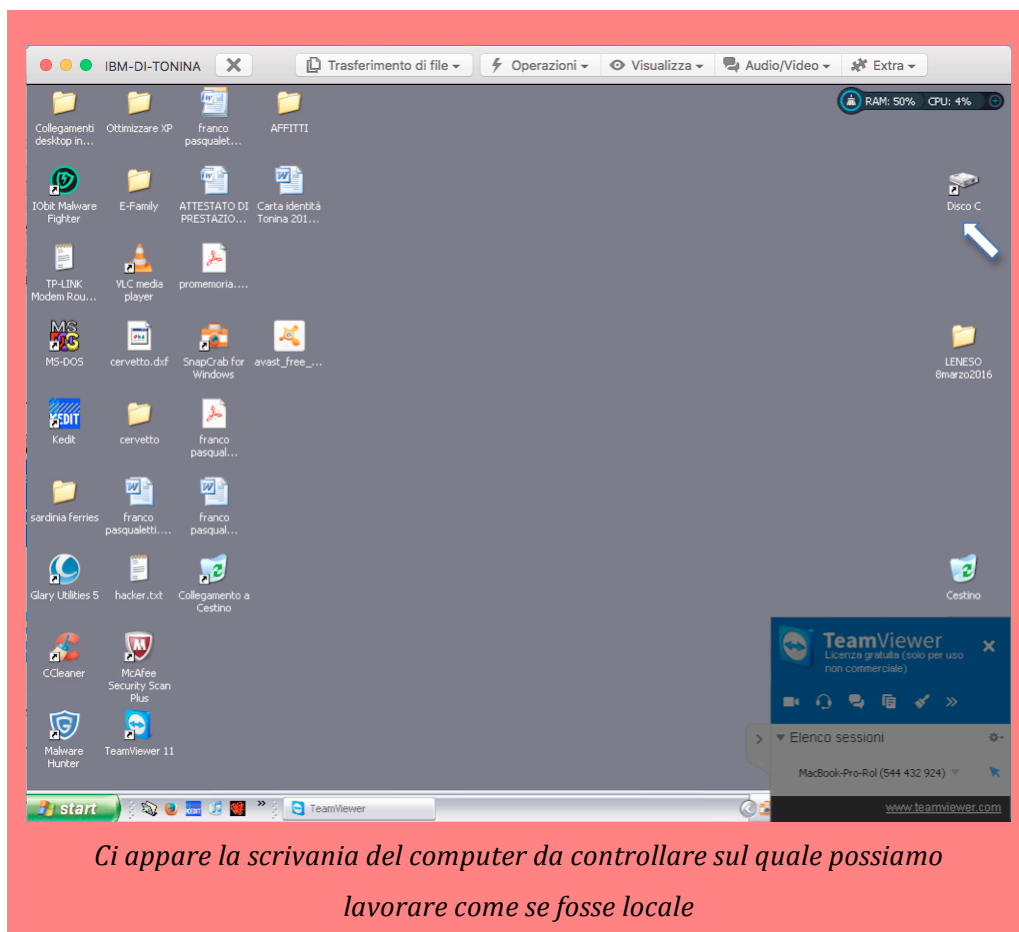 IBM-DI-TONINA
Trasferimento di file
Operazioni
Visualizza
Audio/Video
Extra
RAM: 50% CPU: 4%
Collegamenti
desktop in...
Ottimizzare XP
franco
pasqualet...
AFFITTI
IObit Malware
Fighter
E-Family
ATTESTATO DI
PRESTAZIO...
Carta identità
Tonina 201...
Disco C
TP-LINK
Modem Rou...
VLC media
player
promemoria....
MS
DOS
MS-DOS
cervetto.dxf
SnapCrab for
Windows
avast_free_...
LENESO
8marzo2016
KEDIT
Kedit
cervetto
franco
pasqual...
sardinia ferries
franco
pasqualetti....
franco
pasqual...
Glary Utilities 5
hacker.txt
Collegamento a
Cestino
Cestino
CCleaner
McAfee
Security Scan
Plus
Malware
Hunter
TeamViewer 11
TeamViewer
Licenza gratuita (solo per uso
non commerciale)
Elenco sessioni
MacBook-Pro-Rol (544 432 924)
www.teamviewer.com
start
TeamViewer
Ci appare la scrivania del computer da controllare sul quale possiamo
lavorare come se fosse locale